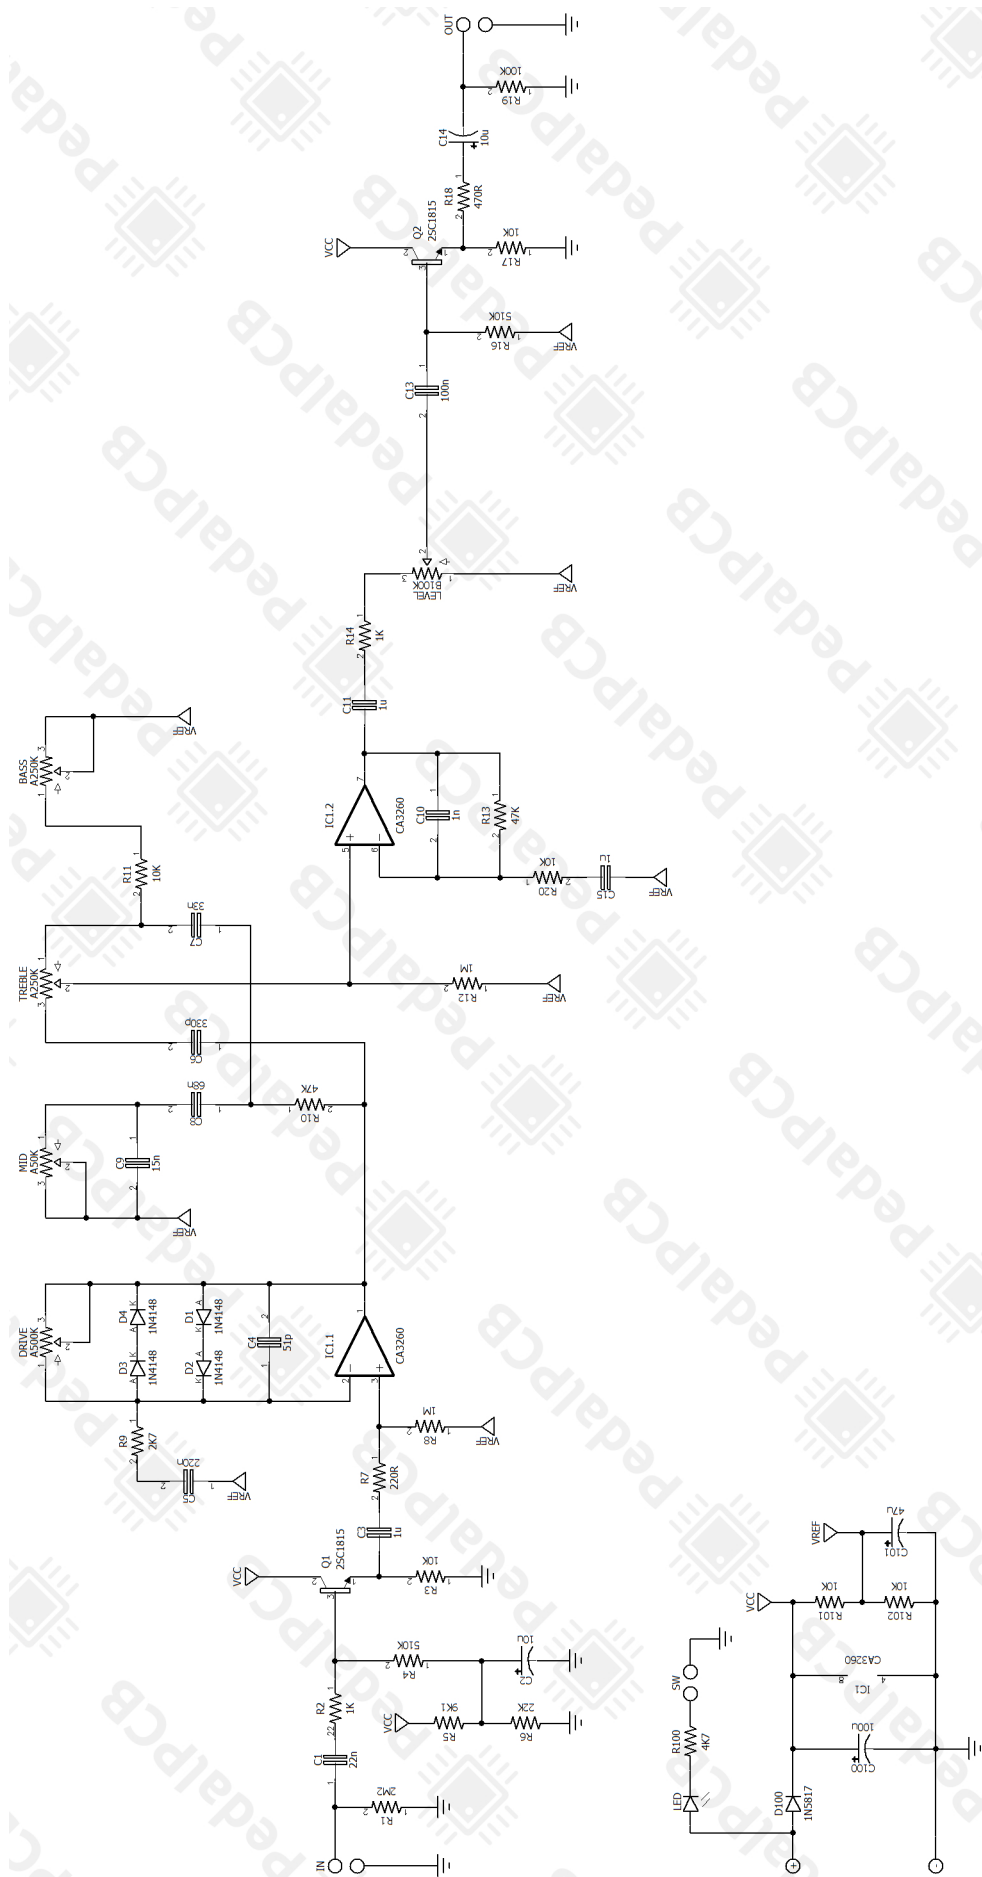 IN
R1
2M2
C1
22n
R2
1K
R4
510K
VCC
R5
9K1
R6
22K
C2
10u
VCC
Q1
2SC1815
R3
10K
C3
1u
R7
220R
R8
1M
VREF
C5
220n
VREF
R9
2K7
DRIVE
A500K
D3
1N4148
D4
1N4148
D2
1N4148
D1
1N4148
C4
51p
IC1.1
CA3260
MID
A50K
C9
15n
VREF
C8
68n
R10
47K
C6
330p
TREBLE
A250K
C7
33n
R11
10K
BASS
A250K
VREF
R12
1M
VREF
IC1.2
CA3260
C10
1n
R13
47K
R20
10K
C15
1u
VREF
C11
1u
R14
1K
LEVEL
B100K
VREF
C13
100n
R16
510K
VREF
VCC
Q2
2SC1815
R17
10K
R18
470R
C14
10u
R19
100K
OUT
LED
R100
4K7
SW
D100
1N5817
C100
100u
IC1
CA3260
VCC
R101
10K
R102
10K
VREF
C101
47u
+
-
PedalPCB